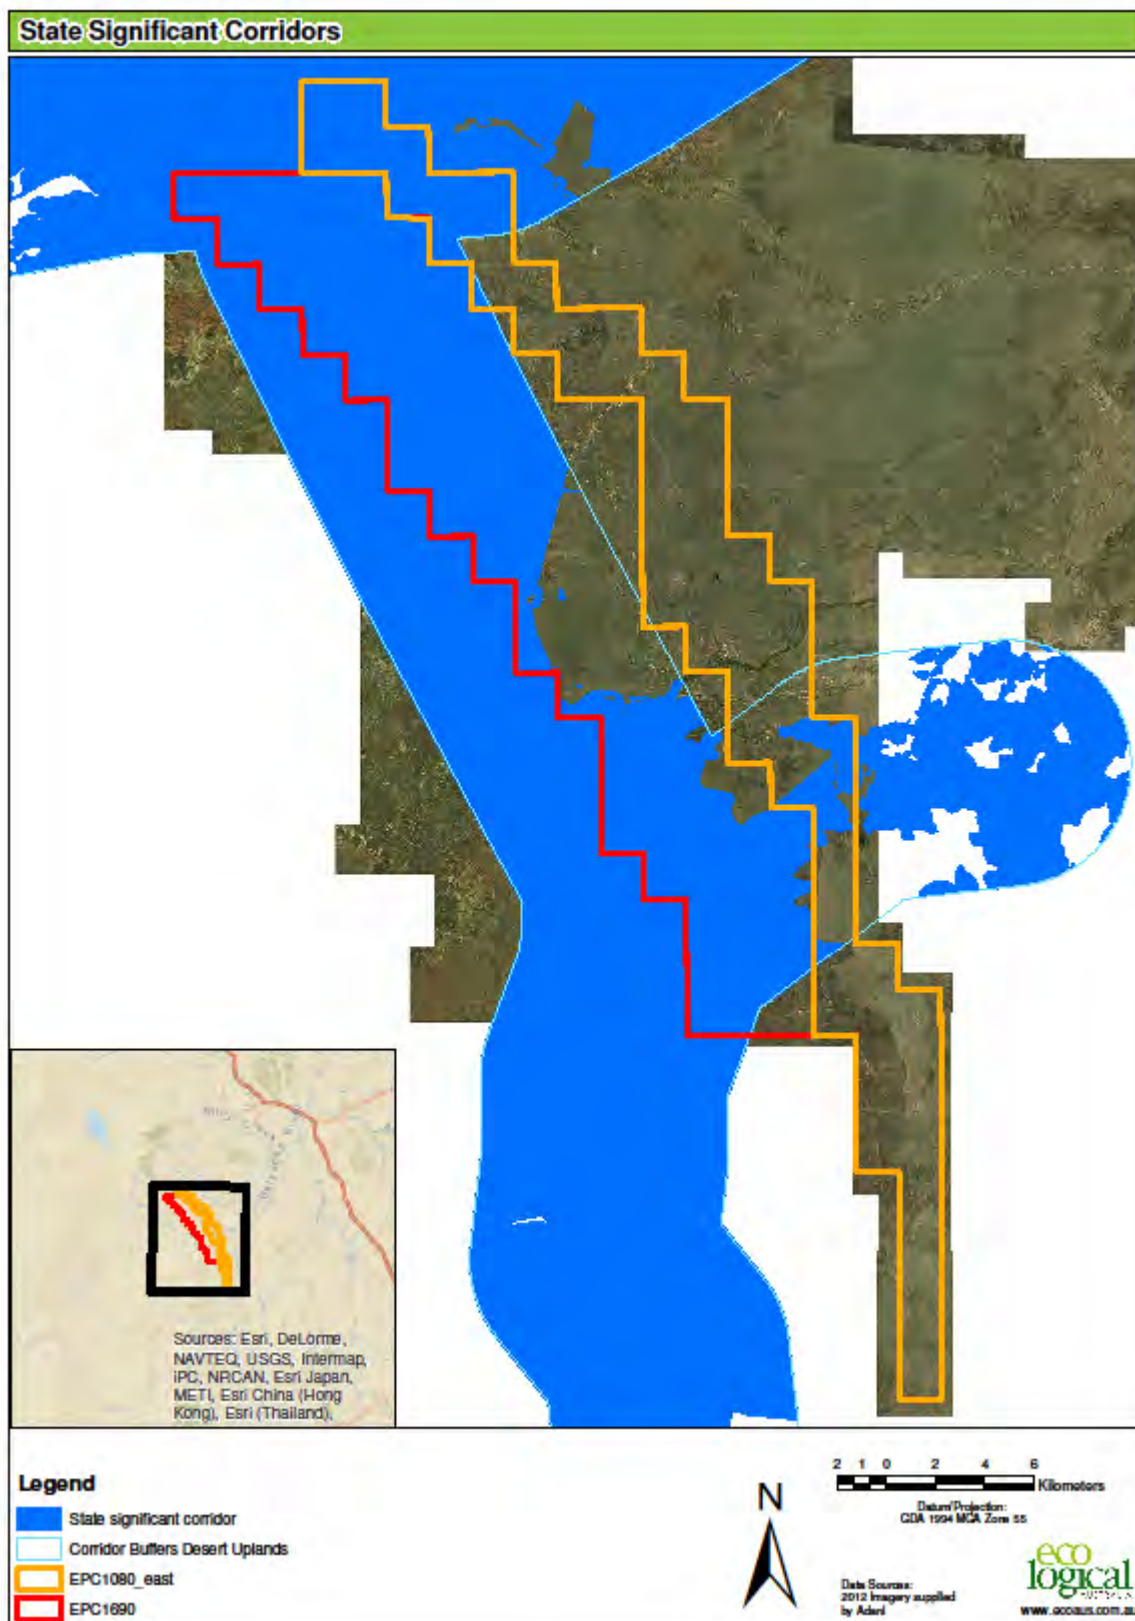 State Significant Corridors
Sources: Esri, DeLorme,
NAVTEQ, USGS, Intermap,
iPC, NRCAN, Esri Japan,
METI, Esri China (Hong
Kong), Esri (Thailand),
Legend
State significant corridor
Corridor Buffers Desert Uplands
EPC1080_east
EPC1690
N
2 1 0 2 4 6
Kilometers
Datum/Projection:
GDA 1994 MGA Zone 55
Data Sources:
2012 Imagery supplied
by Adani
eco
logical
AUSTRALIA
www.ecoaus.com.au